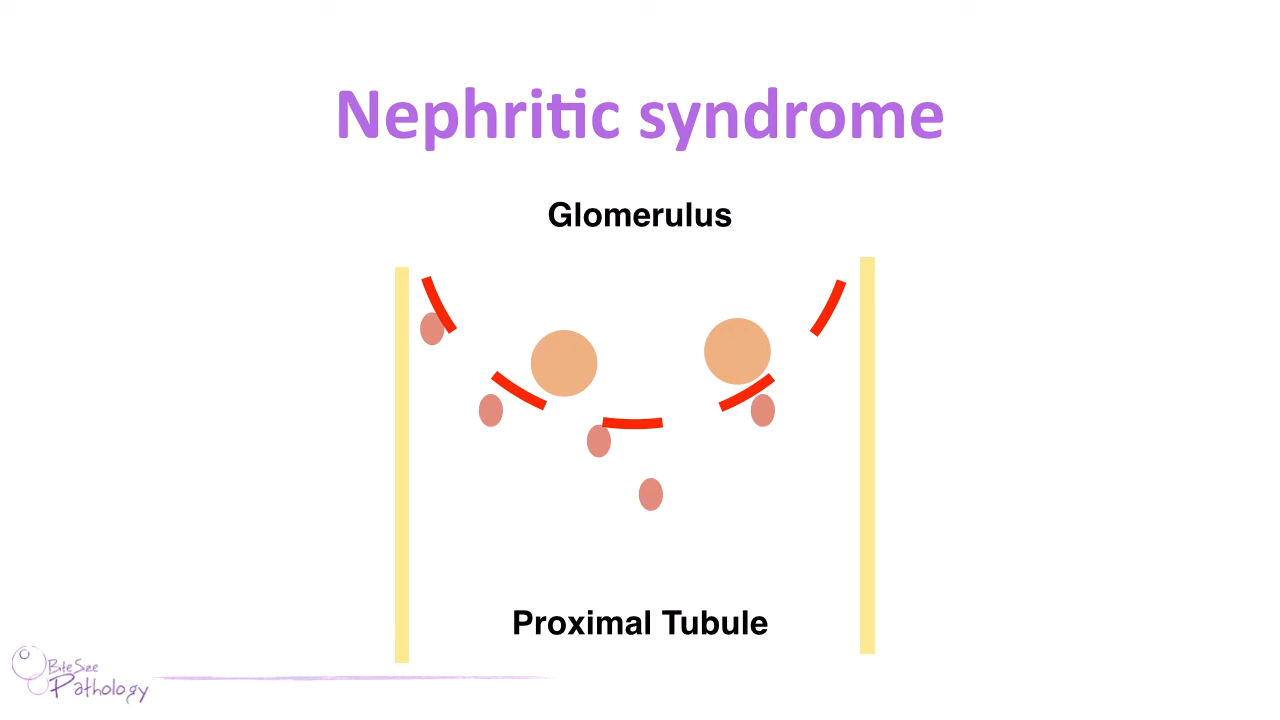 Nephritic syndrome
Glomerulus
Proximal Tubule
BiteSize
Pathology